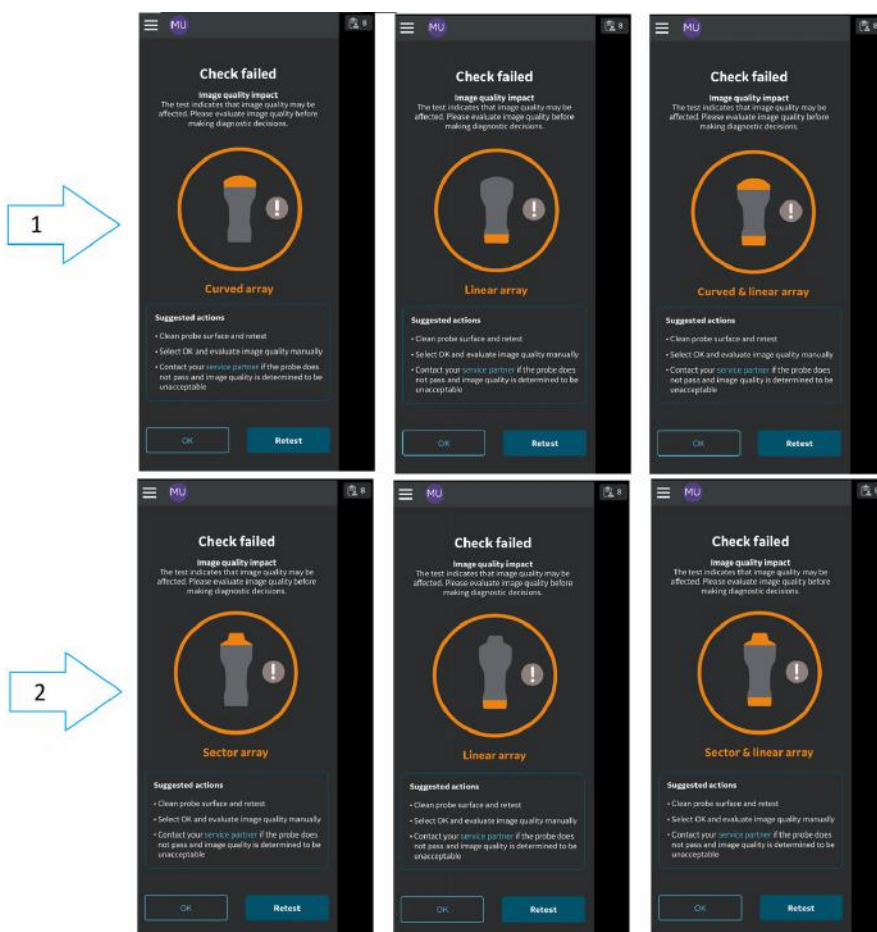 MU
8
Check failed
Image quality impact
The test indicates that image quality may be
affected. Please evaluate image quality before
making diagnostic decisions.
Curved array
Suggested actions
• Clean probe surface and retest
• Select OK and evaluate image quality manually
• Contact your service partner if the probe does
not pass and image quality is determined to be
unacceptable
OK
Retest
MU
8
Check failed
Image quality impact
The test indicates that image quality may be
affected. Please evaluate image quality before
making diagnostic decisions.
Linear array
Suggested actions
• Clean probe surface and retest
• Select OK and evaluate image quality manually
• Contact your service partner if the probe does
not pass and image quality is determined to be
unacceptable
OK
Retest
MU
8
Check failed
Image quality impact
The test indicates that image quality may be
affected. Please evaluate image quality before
making diagnostic decisions.
Curved & linear array
Suggested actions
• Clean probe surface and retest
• Select OK and evaluate image quality manually
• Contact your service partner if the probe does
not pass and image quality is determined to be
unacceptable
OK
Retest
1
MU
8
Check failed
Image quality impact
The test indicates that image quality may be
affected. Please evaluate image quality before
making diagnostic decisions.
Sector array
Suggested actions
• Clean probe surface and retest
• Select OK and evaluate image quality manually
• Contact your service partner if the probe does
not pass and image quality is determined to be
unacceptable
OK
Retest
MU
8
Check failed
Image quality impact
The test indicates that image quality may be
affected. Please evaluate image quality before
making diagnostic decisions.
Linear array
Suggested actions
• Clean probe surface and retest
• Select OK and evaluate image quality manually
• Contact your service partner if the probe does
not pass and image quality is determined to be
unacceptable
OK
Retest
MU
Check failed
Image quality impact
The test indicates that image quality may be
affected. Please evaluate image quality before
making diagnostic decisions.
Sector & linear array
Suggested actions
• Clean probe surface and retest
• Select OK and evaluate image quality manually
• Contact your service partner if the probe does
not pass and image quality is determined to be
unacceptable
OK
Retest
2